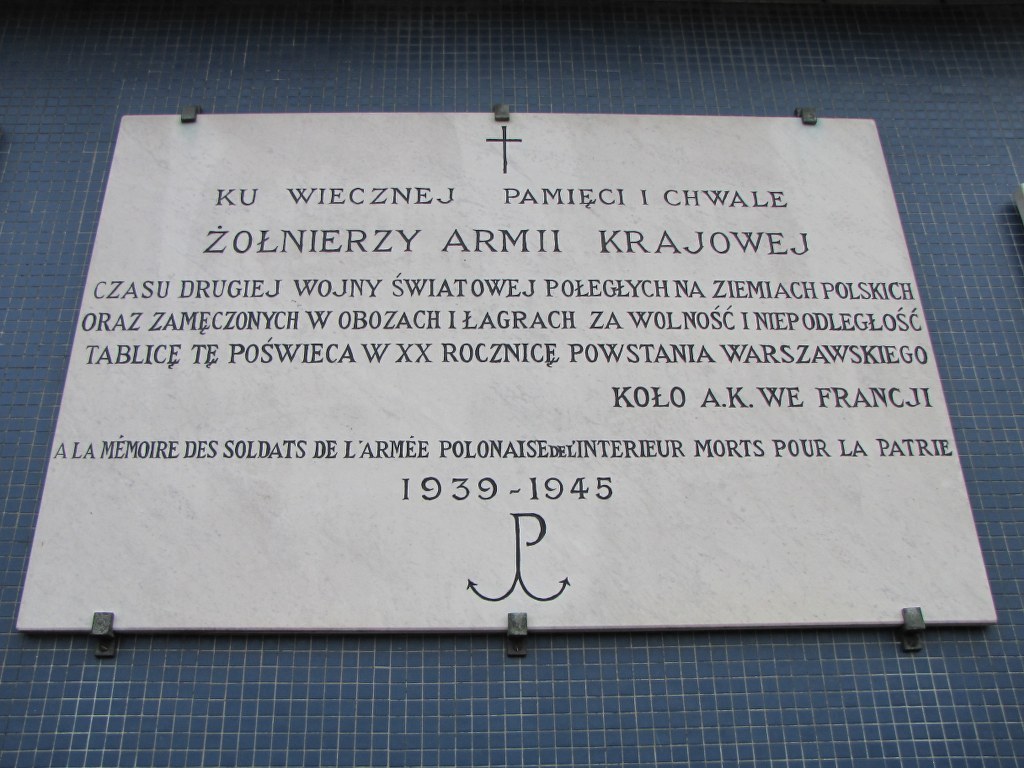 KU WIECZNEJ PAMIĘCI I CHWALE
ŻOŁNIERZY ARMII KRAJOWEJ
CZASU DRUGIEJ WOJNY ŚWIATOWEJ POŁEGŁYCH NA ZIEMIACH POLSKICH
ORAZ ZAMĘCZONYCH W OBOZACH I ŁAGRACH ZA WOLNOŚĆ I NIEPODLEGŁOŚĆ
TABLICĘ TĘ POŚWIECA W XX ROCZNICĘ POWSTANIA WARSZAWSKIEGO
KOŁO A.K. WE FRANCJI
A LA MÉMOIRE DES SOLDATS DE L'ARMÉE POLONAISE DE L'INTERIEUR MORTS POUR LA PATRIE
1939-1945
P